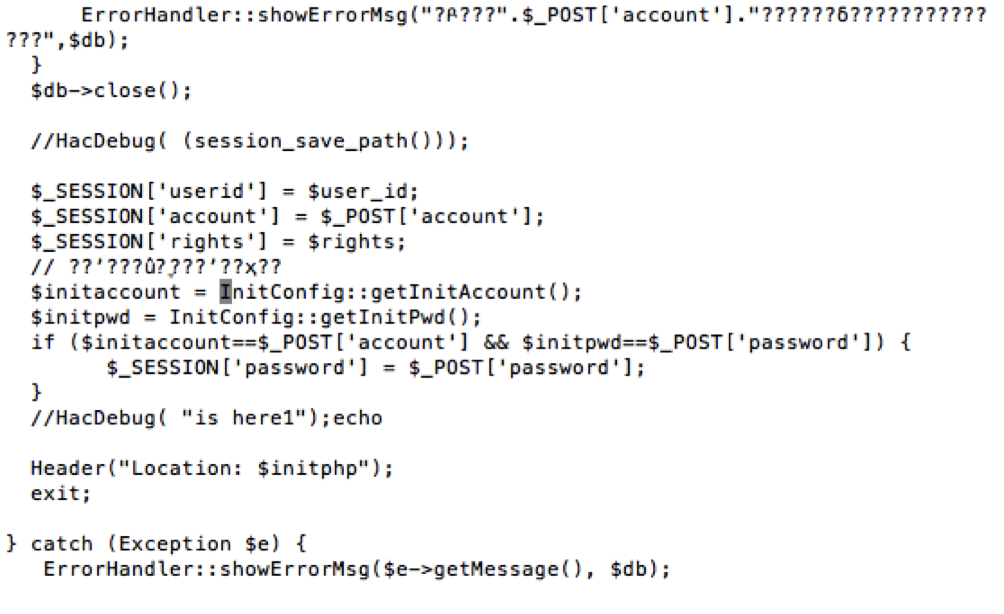 ErrorHandler::showErrorMsg("?ᑭ???".$_POST['account']."??????б???????????
???",$db);
}
$db->close();
//HacDebug( (session_save_path()));
$_SESSION['userid'] = $user_id;
$_SESSION['account'] = $_POST['account'];
$_SESSION['rights'] = $rights;
//
$initaccount = InitConfig::getInitAccount();
$initpwd = InitConfig::getInitPwd();
if ($initaccount==$_POST['account'] && $initpwd==$_POST['password']) {
$_SESSION['password'] = $_POST['password'];
}
//HacDebug( "is here1");echo
Header("Location: $initphp");
exit;
} catch (Exception $e) {
ErrorHandler::showErrorMsg($e->getMessage(), $db);